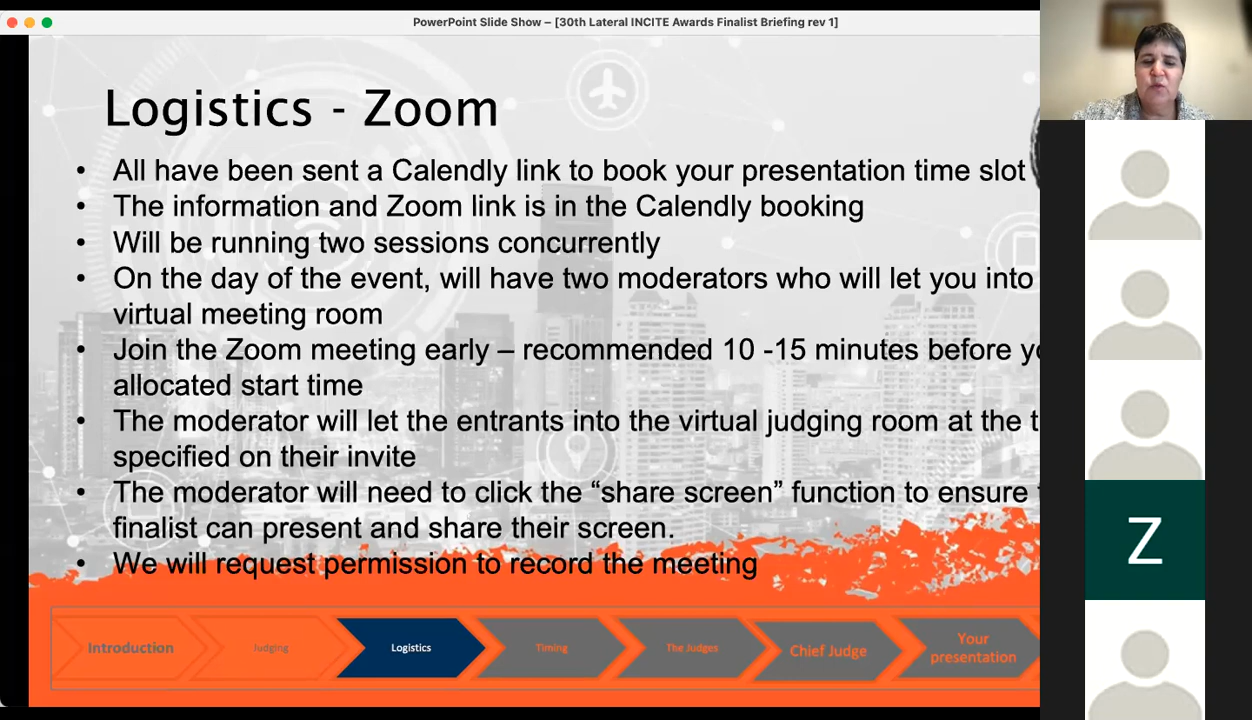 PowerPoint Slide Show – [30th Lateral INCITE Awards Finalist Briefing rev 1]
Logistics - Zoom
• All have been sent a Calendly link to book your presentation time slot
• The information and Zoom link is in the Calendly booking
• Will be running two sessions concurrently
• On the day of the event, will have two moderators who will let you into
virtual meeting room
• Join the Zoom meeting early – recommended 10 -15 minutes before
allocated start time
• The moderator will let the entrants into the virtual judging room at the
specified on their invite
• The moderator will need to click the “share screen” function to ensure
finalist can present and share their screen.
• We will request permission to record the meeting
Introduction
Judging
Logistics
Timing
The Judges
Chief Judge
Your
presentation
Z